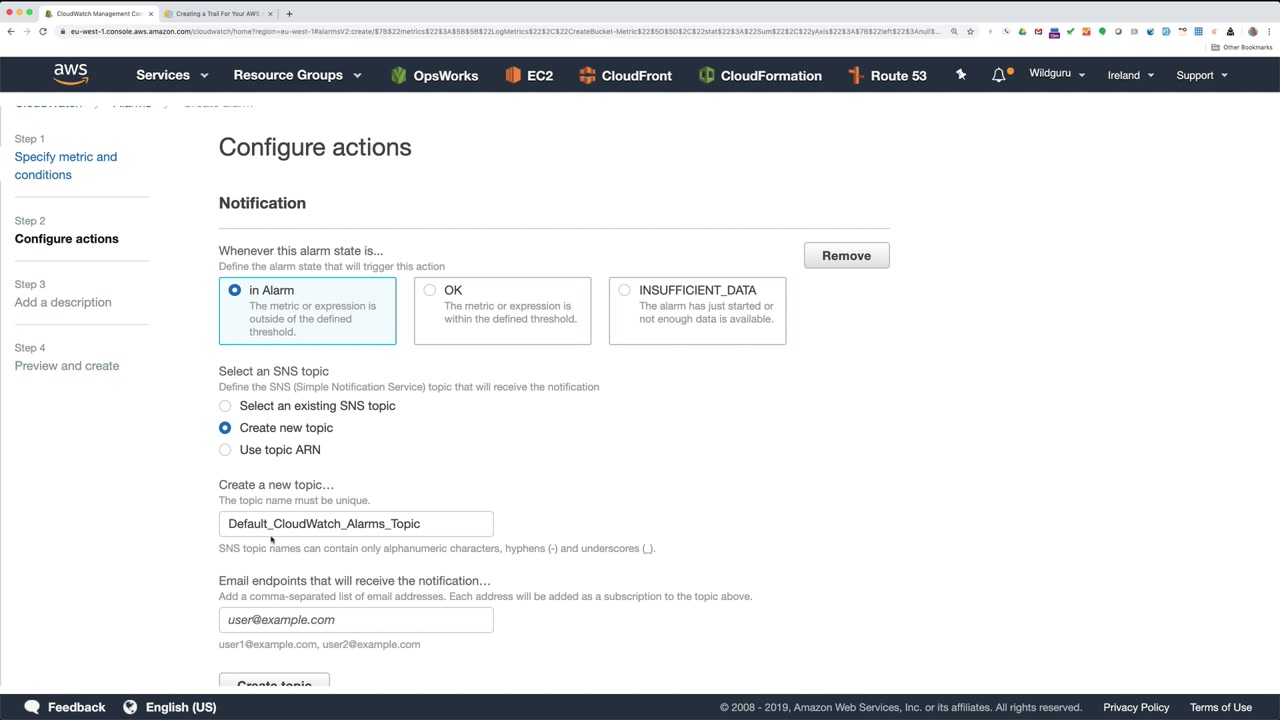 CloudWatch Management Con
Creating a Trail For Your AWS
eu-west-1.console.aws.amazon.com/cloudwatch/home?region=eu-west-1#alarmsV2:create/$7B$22metrics$22$3A$5B$5B$22LogMetrics$22$2C$22CreateBucket-Metric$22$5D$5D$2C$22stat$22$3A$22Sum$22$2C$22yAxis$22$3A$7B$22left$22$3Anull$...
Other Bookmarks
aws
Services
Resource Groups
OpsWorks
EC2
CloudFront
CloudFormation
Route 53
Wildguru
Ireland
Support
CloudWatch
Alarms
Create alarm
Step 1
Specify metric and
conditions
Step 2
Configure actions
Step 3
Add a description
Step 4
Preview and create
Configure actions
Notification
Whenever this alarm state is...
Define the alarm state that will trigger this action
Remove
in Alarm
The metric or expression is
outside of the defined
threshold.
OK
The metric or expression is
within the defined threshold.
INSUFFICIENT_DATA
The alarm has just started or
not enough data is available.
Select an SNS topic
Define the SNS (Simple Notification Service) topic that will receive the notification
Select an existing SNS topic
Create new topic
Use topic ARN
Create a new topic…
The topic name must be unique.
Default_CloudWatch_Alarms_Topic
SNS topic names can contain only alphanumeric characters, hyphens (-) and underscores (_).
Email endpoints that will receive the notification…
Add a comma-separated list of email addresses. Each address will be added as a subscription to the topic above.
user@example.com
user1@example.com, user2@example.com
Create topic
Feedback
English (US)
© 2008 - 2019, Amazon Web Services, Inc. or its affiliates. All rights reserved.
Privacy Policy
Terms of Use